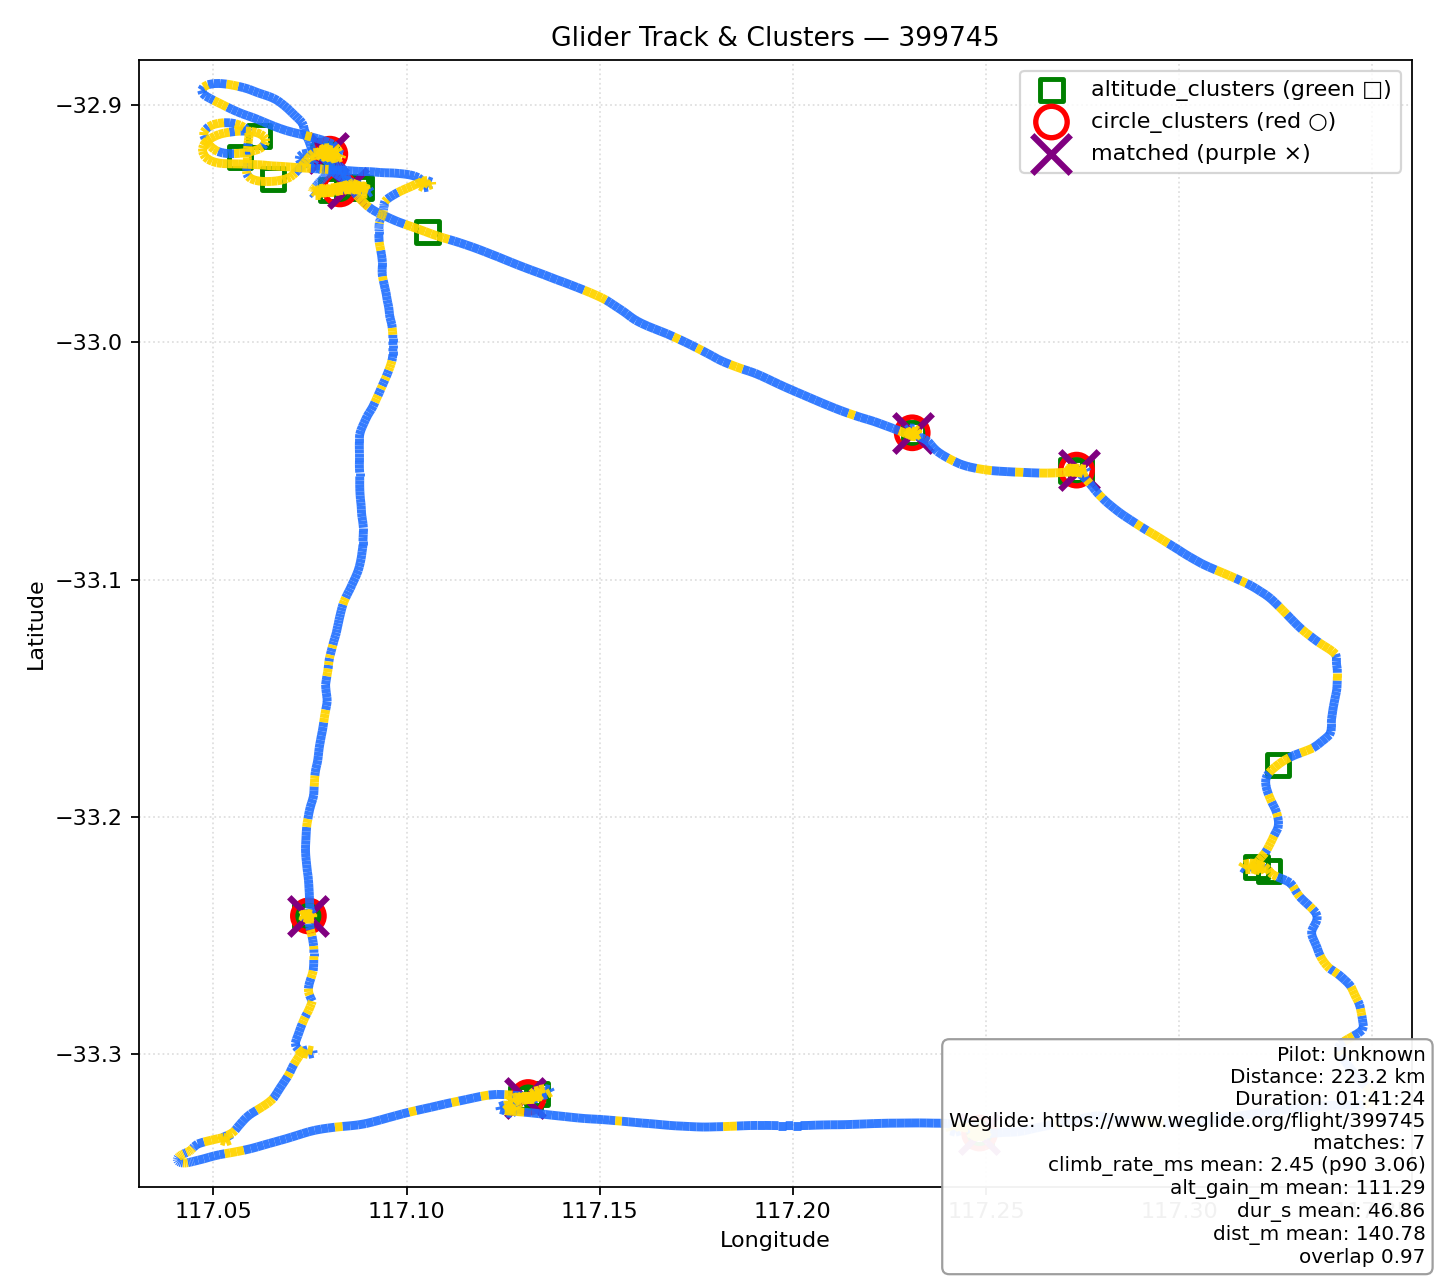 Glider Track & Clusters — 399745
altitude_clusters (green □)
circle_clusters (red ○)
matched (purple ×)
Latitude
−32.9
−33.0
−33.1
−33.2
−33.3
117.05
117.10
117.15
117.20
117.25
117.30
Longitude
Pilot: Unknown
Distance: 223.2 km
Duration: 01:41:24
Weglide: https://www.weglide.org/flight/399745
matches: 7
climb_rate_ms mean: 2.45 (p90 3.06)
alt_gain_m mean: 111.29
dur_s mean: 46.86
dist_m mean: 140.78
overlap 0.97